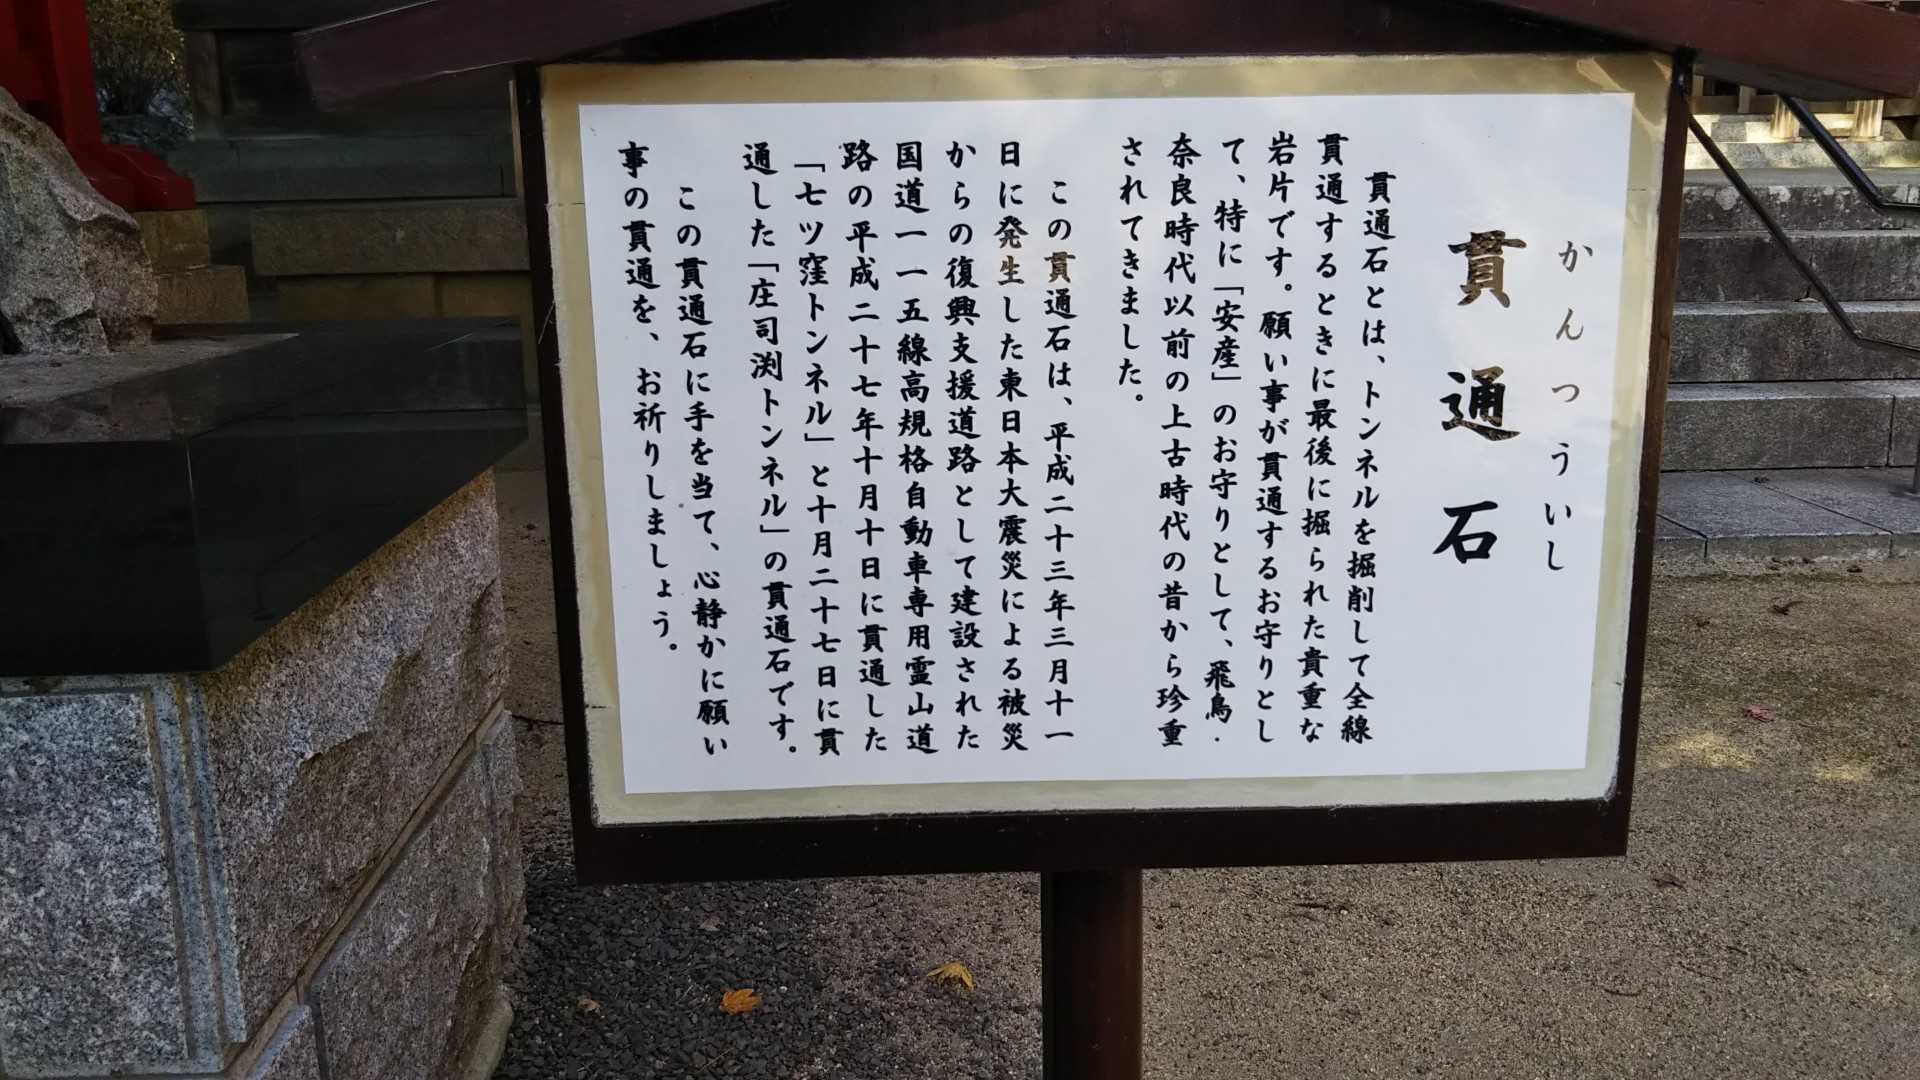 かんつういし
貫通石
貫通石とは、トンネルを掘削して全線
貫通するときに最後に掘られた貴重な
岩片です。願い事が貫通するお守りとし
て、特に「安産」のお守りとして、飛鳥・
奈良時代以前の上古時代の昔から珍重
されてきました。
この貫通石は、平成二十三年三月十一
日に発生した東日本大震災による被災
からの復興支援道路として建設された
国道一一五線高規格自動車専用霊山道
路の平成二十七年十月十日に貫通した
「七ツ窪トンネル」と十月二十七日に貫
通した「庄司渕トンネル」の貫通石です。
この貫通石に手を当て、心静かに願い
事の貫通を、お祈りしましょう。